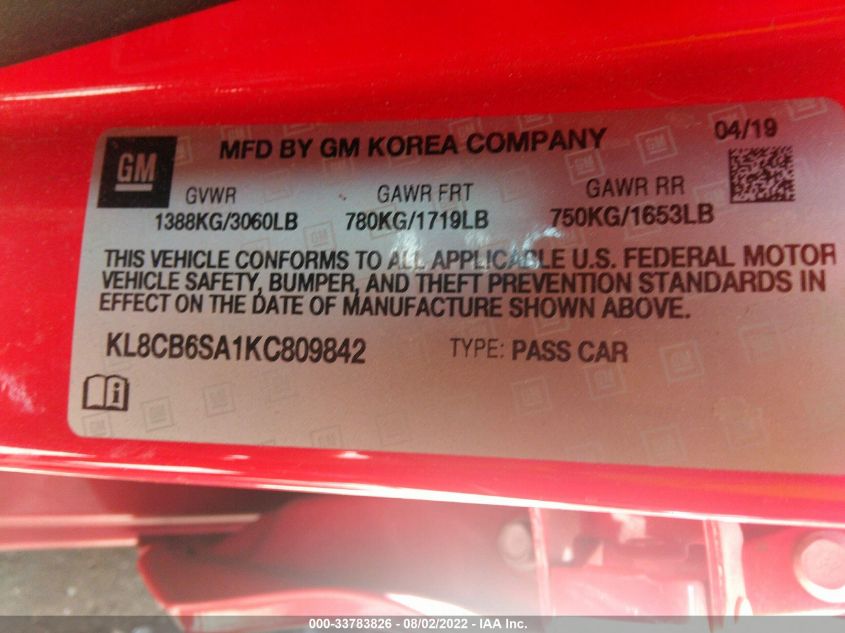 GM
MFD BY GM KOREA COMPANY
04/19
GVWR
GAWR FRT
GAWR RR
1388KG/3060LB
780KG/1719LB
750KG/1653LB
THIS VEHICLE CONFORMS TO ALL APPLICABLE U.S. FEDERAL MOTOR
VEHICLE SAFETY, BUMPER, AND THEFT PREVENTION STANDARDS IN
EFFECT ON THE DATE OF MANUFACTURE SHOWN ABOVE.
KL8CB6SA1KC809842
TYPE: PASS CAR
000-33783826 - 08/02/2022 - IAA Inc.